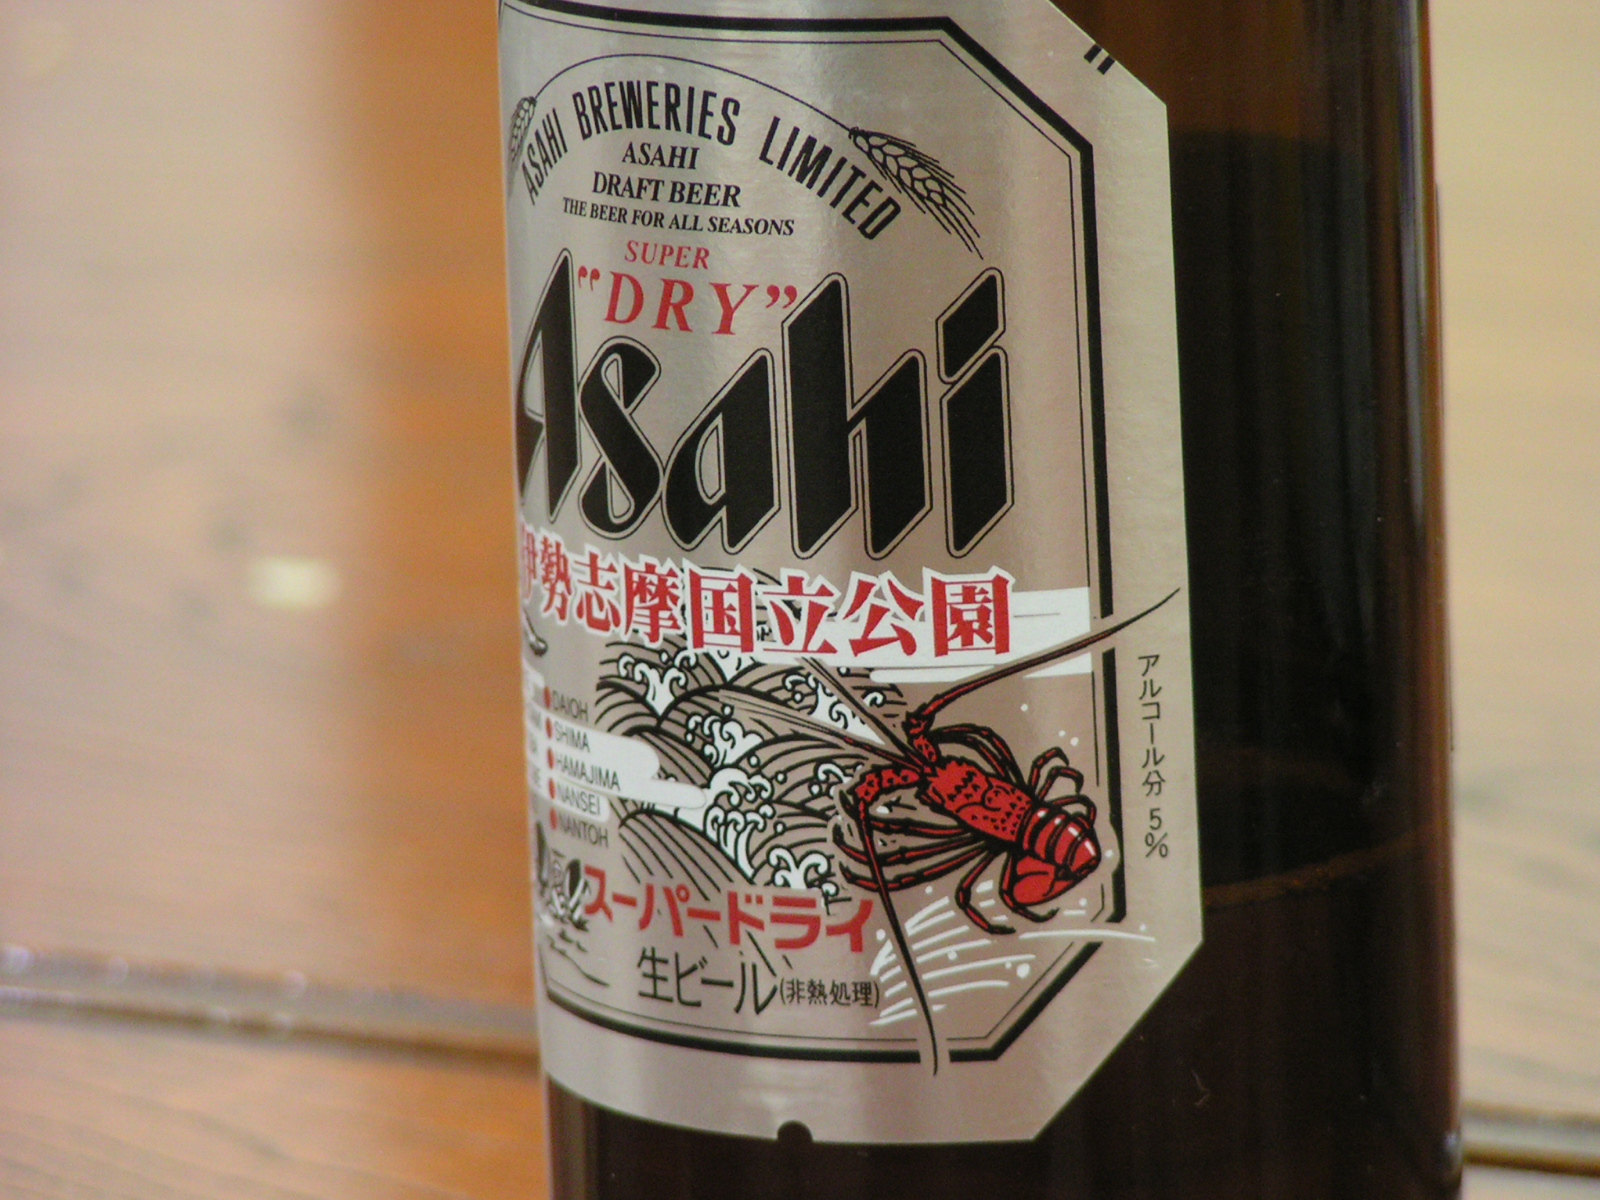 ASAHI BREWERIES LIMITED
ASAHI
DRAFT BEER
THE BEER FOR ALL SEASONS
SUPER
"DRY"
Asahi
伊勢志摩国立公園
DAIOH
SHIMA
HAMAJIMA
NANSEI
NANTOH
スーパードライ
生ビール(非熱処理)
アルコール分 5%